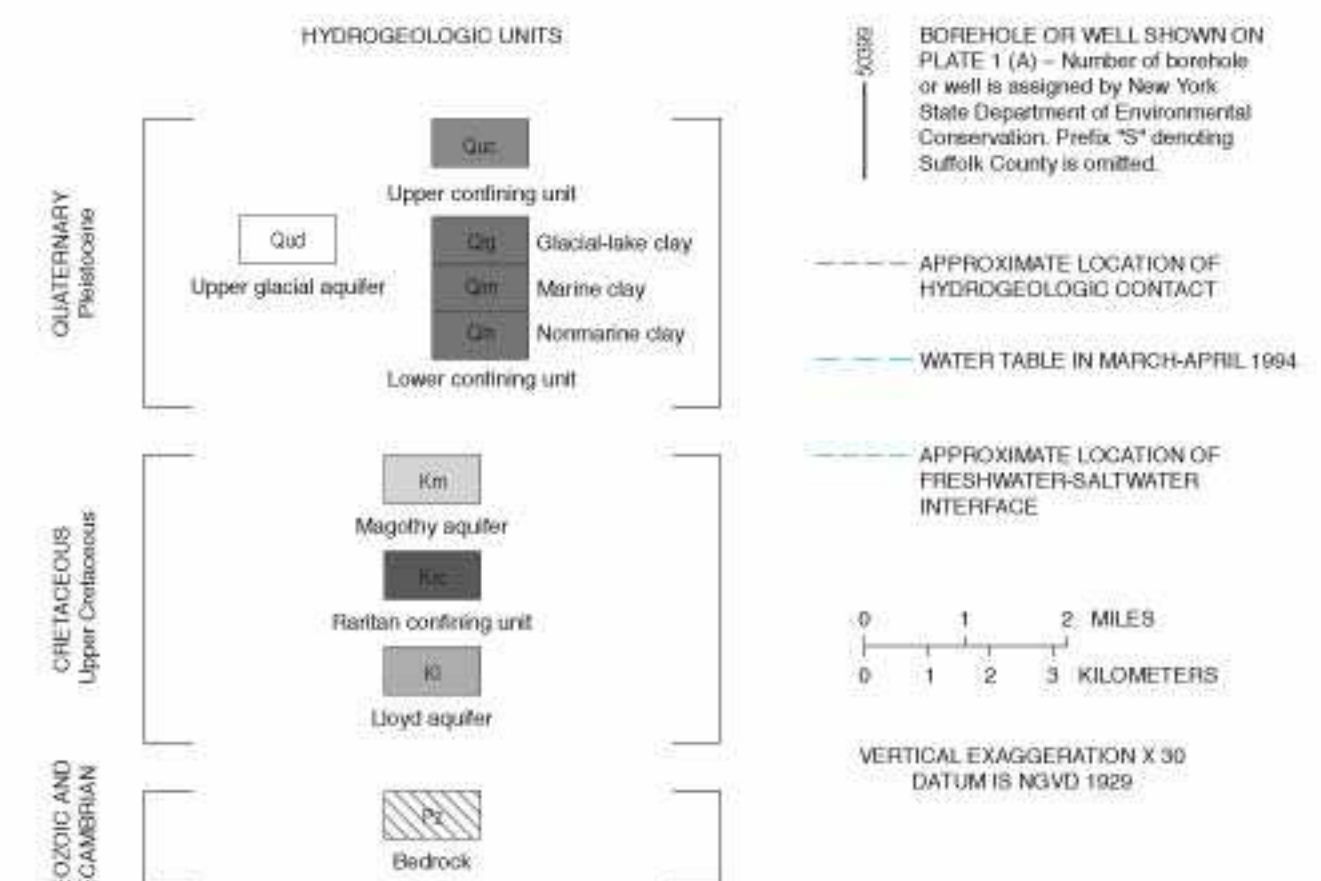 HYDROGEOLOGIC UNITS
QUATERNARY
Pleistocene
Quc
Upper confining unit
Qud
Upper glacial aquifer
Qlg
Glacial-lake clay
Qm
Marine clay
Qn
Nonmarine clay
Lower confining unit
CRETACEOUS
Upper Cretaceous
Km
Magothy aquifer
Krc
Raritan confining unit
Kl
Lloyd aquifer
OZOIC AND
CAMBRIAN
Pz
Bedrock
50399
BOREHOLE OR WELL SHOWN ON
PLATE 1 (A) – Number of borehole
or well is assigned by New York
State Department of Environmental
Conservation. Prefix "S" denoting
Suffolk County is omitted.
APPROXIMATE LOCATION OF
HYDROGEOLOGIC CONTACT
WATER TABLE IN MARCH-APRIL 1994
APPROXIMATE LOCATION OF
FRESHWATER-SALTWATER
INTERFACE
0 1 2 MILES
0 1 2 3 KILOMETERS
VERTICAL EXAGGERATION X 30
DATUM IS NGVD 1929